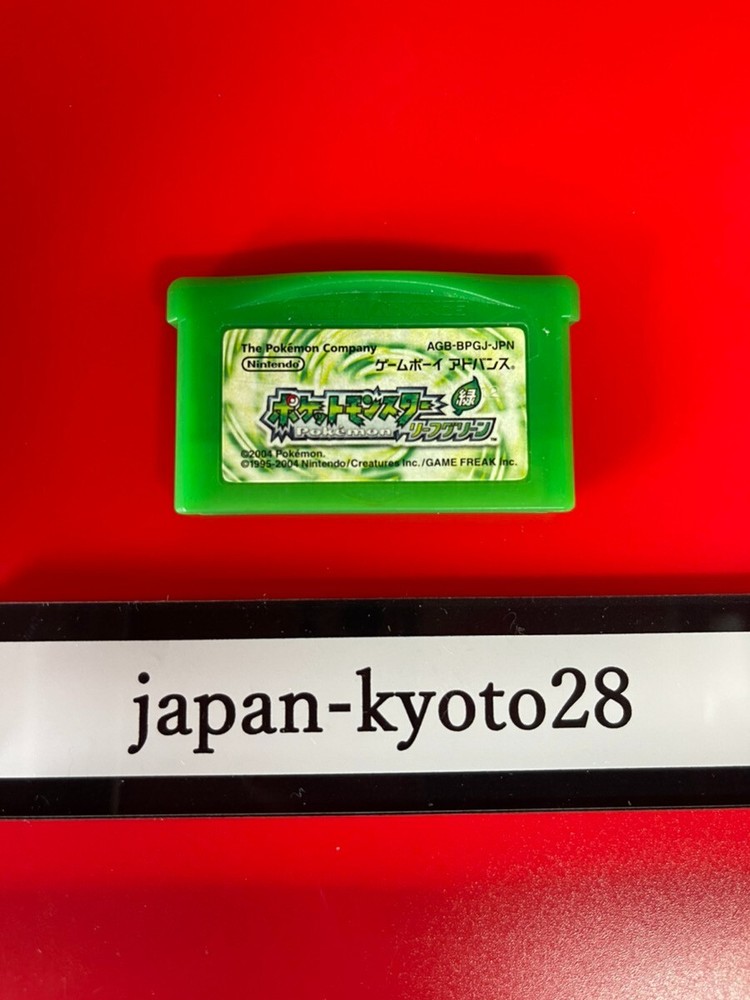 The Pokémon Company AGB-BPGJ-JPN
Nintendo ゲームボーイ アドバンス®
ポケットモンスター 緑
Pokémon リーフグリーン™
©2004 Pokémon.
©1995-2004 Nintendo/Creatures Inc./GAME FREAK Inc.
japan-kyoto28